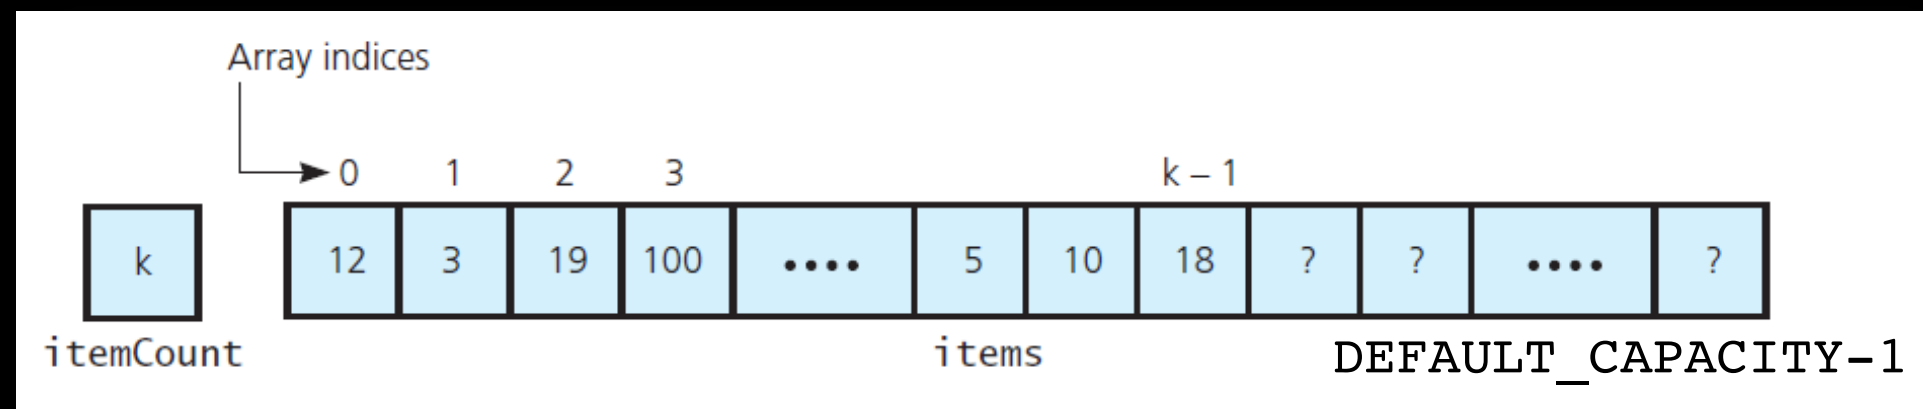 Array indices
0 1 2 3 k – 1
k 12 3 19 100 •••• 5 10 18 ? ? •••• ?
itemCount items DEFAULT_CAPACITY-1